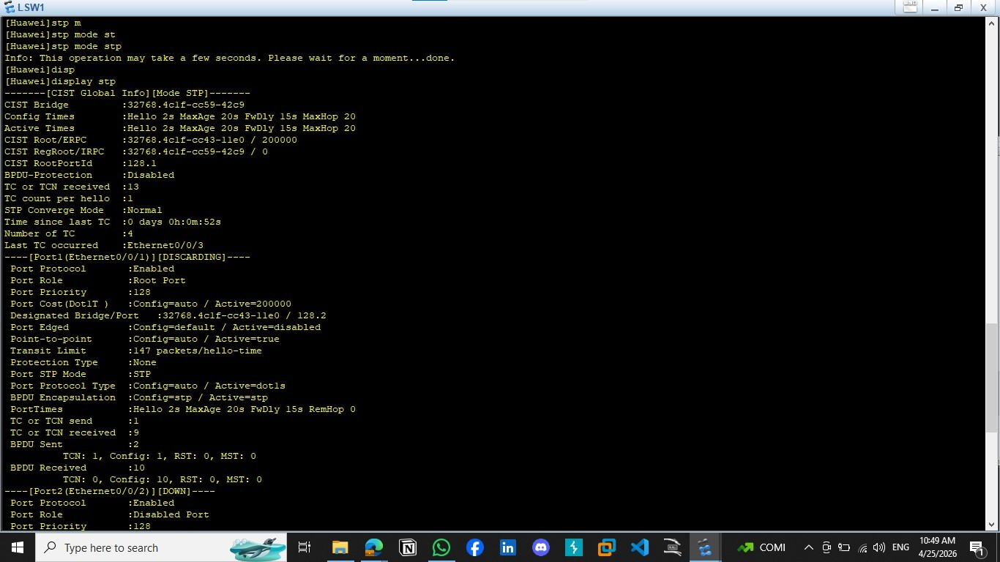 LSW1
X
[Huawei]stp m
[Huawei]stp mode st
[Huawei]stp mode stp
Info: This operation may take a few seconds. Please wait for a moment...done.
[Huawei]disp
[Huawei]display stp
-------[CIST Global Info][Mode STP]-------
CIST Bridge         :32768.4c1f-cc59-42c9
Config Times        :Hello 2s MaxAge 20s FwDly 15s MaxHop 20
Active Times        :Hello 2s MaxAge 20s FwDly 15s MaxHop 20
CIST Root/ERPC      :32768.4c1f-cc43-11e0 / 200000
CIST RegRoot/IRPC   :32768.4c1f-cc59-42c9 / 0
CIST RootPortId     :128.1
BPDU-Protection     :Disabled
TC or TCN received  :13
TC count per hello  :1
STP Converge Mode   :Normal
Time since last TC  :0 days 0h:0m:52s
Number of TC        :4
Last TC occurred    :Ethernet0/0/3
----[Port1(Ethernet0/0/1)][DISCARDING]----
 Port Protocol       :Enabled
 Port Role           :Root Port
 Port Priority       :128
 Port Cost(Dot1T )   :Config=auto / Active=200000
 Designated Bridge/Port   :32768.4c1f-cc43-11e0 / 128.2
 Port Edged          :Config=default / Active=disabled
 Point-to-point      :Config=auto / Active=true
 Transit Limit       :147 packets/hello-time
 Protection Type     :None
 Port STP Mode       :STP
 Port Protocol Type  :Config=auto / Active=dot1s
 BPDU Encapsulation  :Config=stp / Active=stp
 PortTimes           :Hello 2s MaxAge 20s FwDly 15s RemHop 0
 TC or TCN send      :1
 TC or TCN received  :9
 BPDU Sent           :2
          TCN: 1, Config: 1, RST: 0, MST: 0
 BPDU Received       :10
          TCN: 0, Config: 10, RST: 0, MST: 0
----[Port2(Ethernet0/0/2)][DOWN]----
 Port Protocol       :Enabled
 Port Role           :Disabled Port
 Port Priority       :128
Type here to search
COMI
ENG
10:49 AM
4/25/2026
1